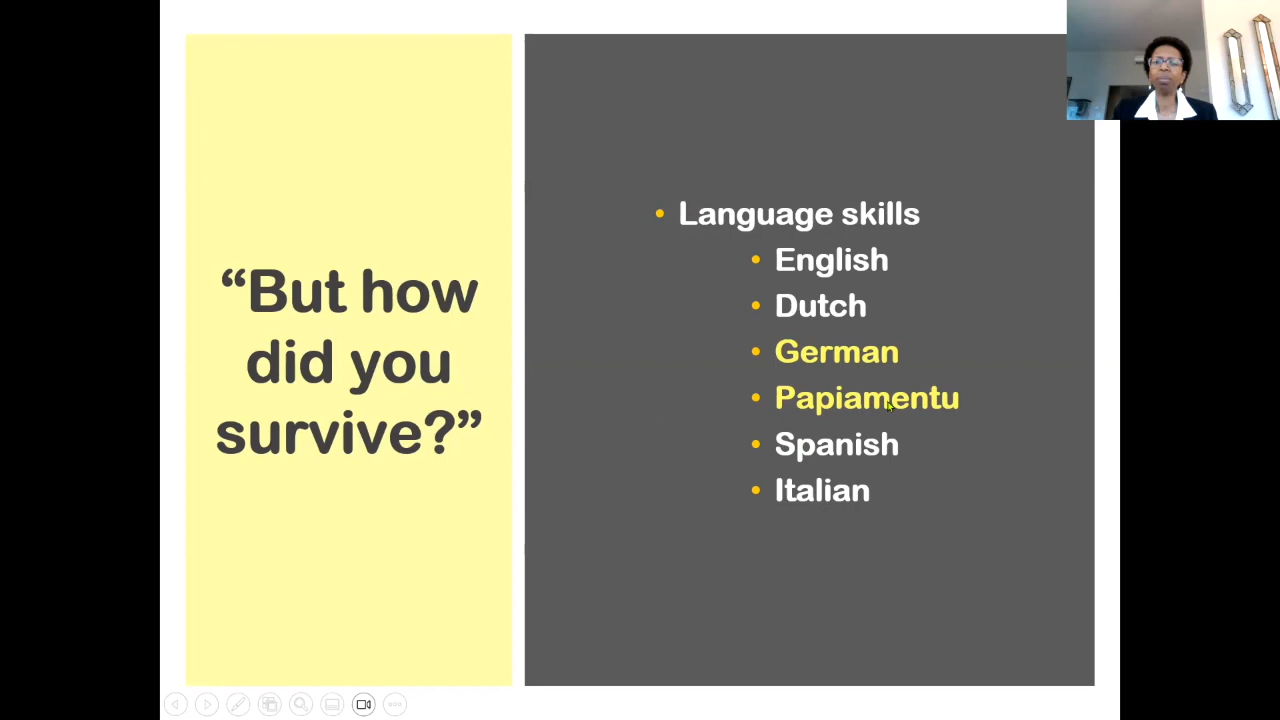 “But how
did you
survive?”
• Language skills
• English
• Dutch
• German
• Papiamentu
• Spanish
• Italian